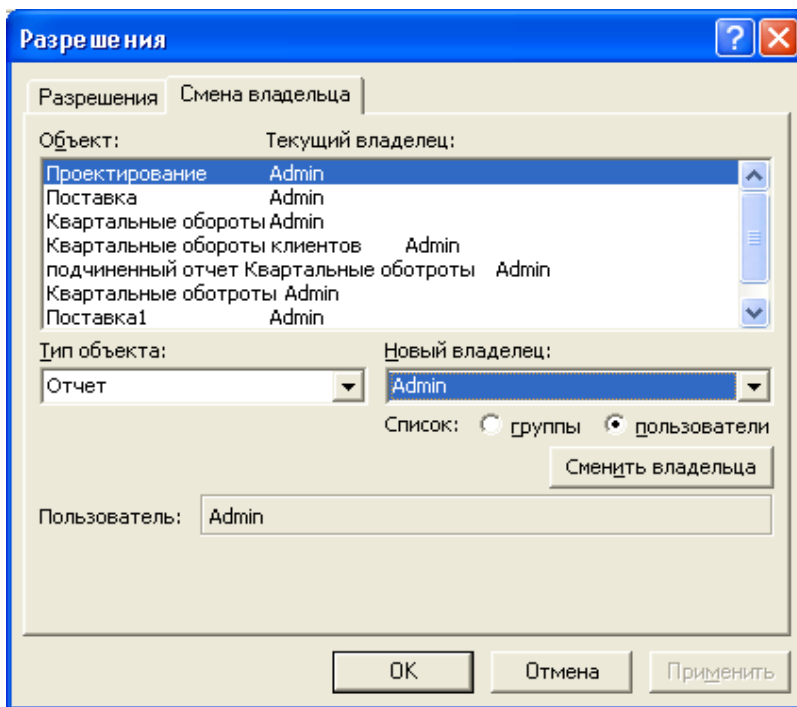 Разрешения
Разрешения Смена владельца
Объект: Текущий владелец:
Проектирование Admin
Поставка Admin
Квартальные обороты Admin
Квартальные обороты клиентов Admin
подчиненный отчет Квартальные оботроты Admin
Квартальные оботроты Admin
Поставка1 Admin
Тип объекта: Новый владелец:
Отчет Admin
Список: группы пользователи
Сменить владельца
Пользователь: Admin
OK Отмена Применить